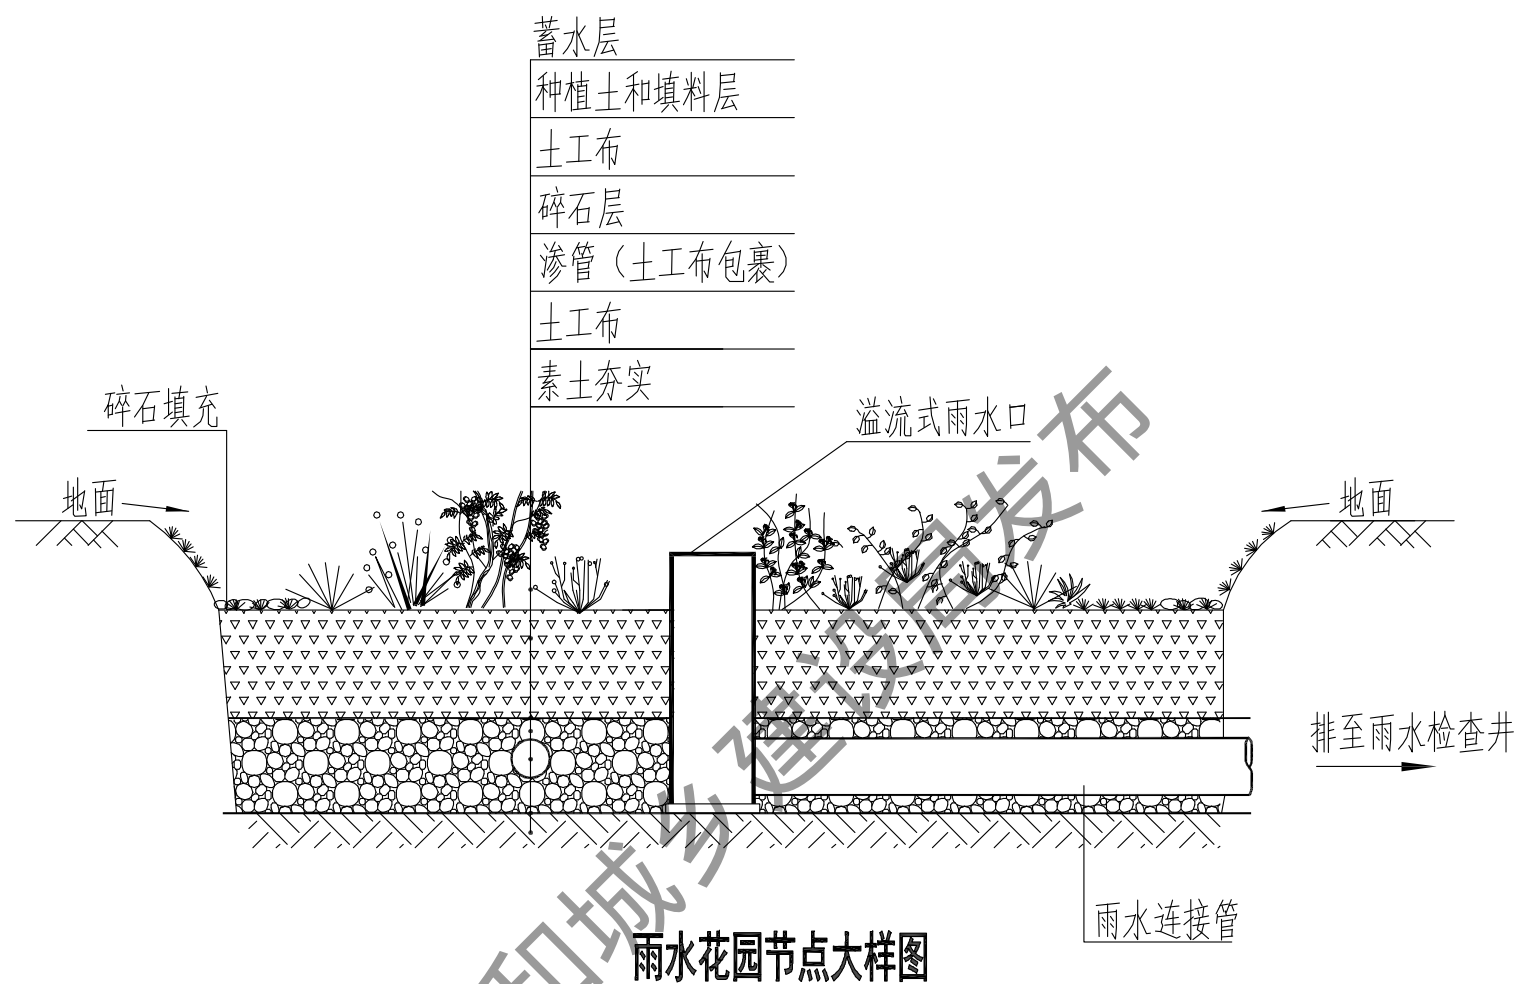 蓄水层
种植土和填料层
土工布
碎石层
渗管（土工布包裹）
土工布
素土夯实
碎石填充
溢流式雨水口
地面
地面
排至雨水检查井
雨水连接管
雨水花园节点大样图
和城乡建设局发布